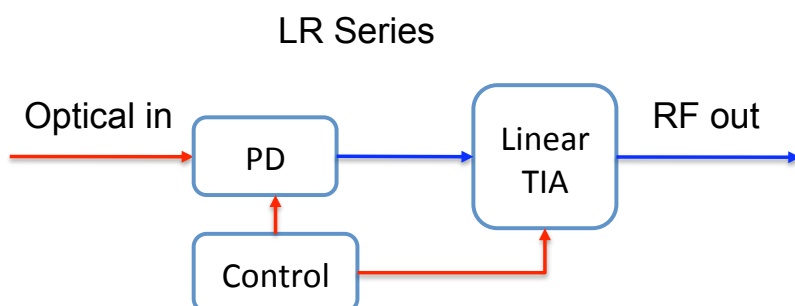 LR Series
Optical in
PD
Linear
TIA
RF out
Control